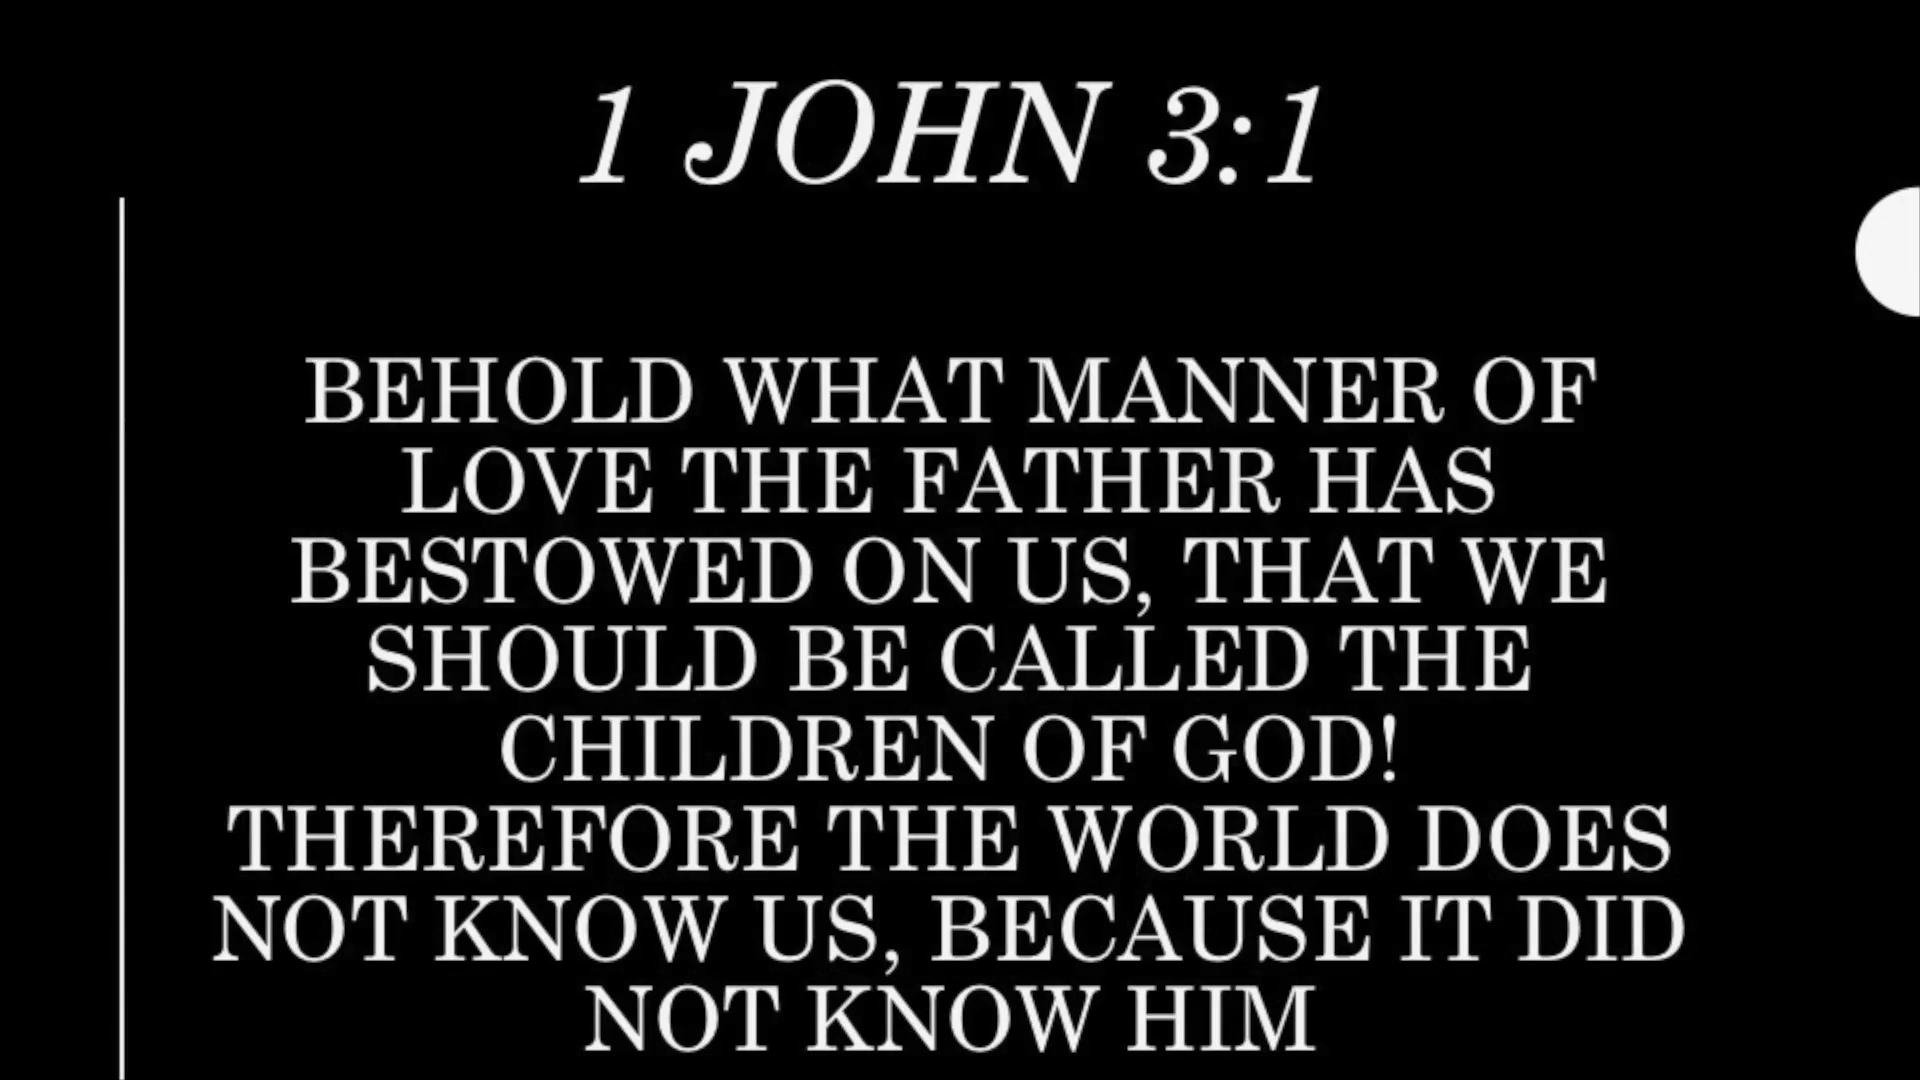 1 JOHN 3:1
BEHOLD WHAT MANNER OF
LOVE THE FATHER HAS
BESTOWED ON US, THAT WE
SHOULD BE CALLED THE
CHILDREN OF GOD!
THEREFORE THE WORLD DOES
NOT KNOW US, BECAUSE IT DID
NOT KNOW HIM